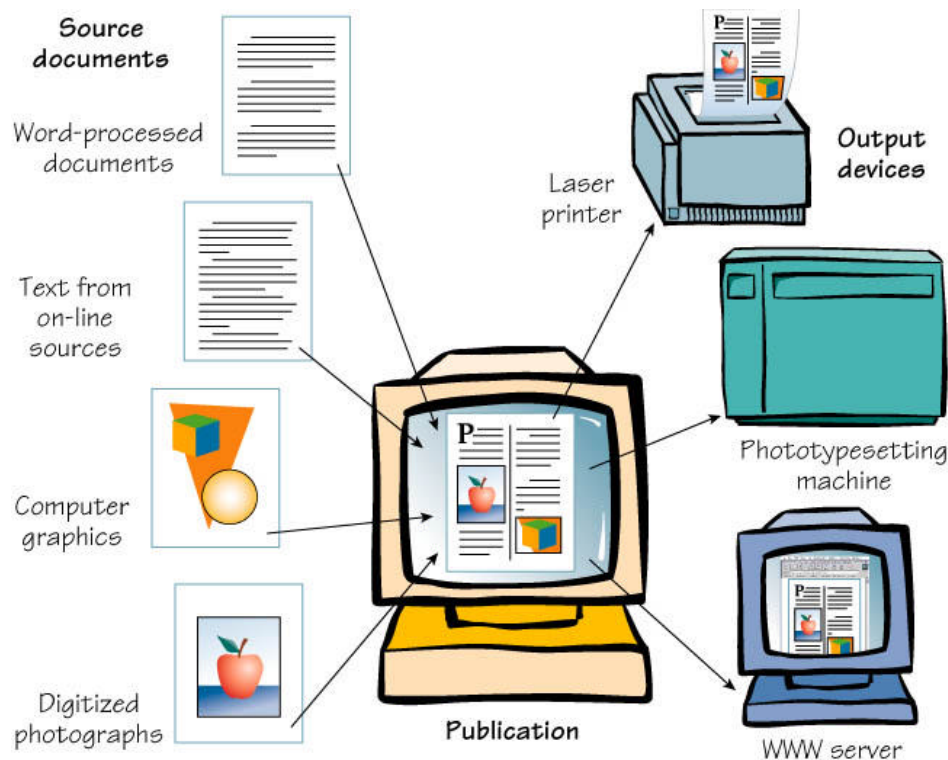 Source
documents
Word-processed
documents
Text from
on-line
sources
Computer
graphics
Digitized
photographs
P
Publication
Laser
printer
Output
devices
Phototypesetting
machine
P
WWW server